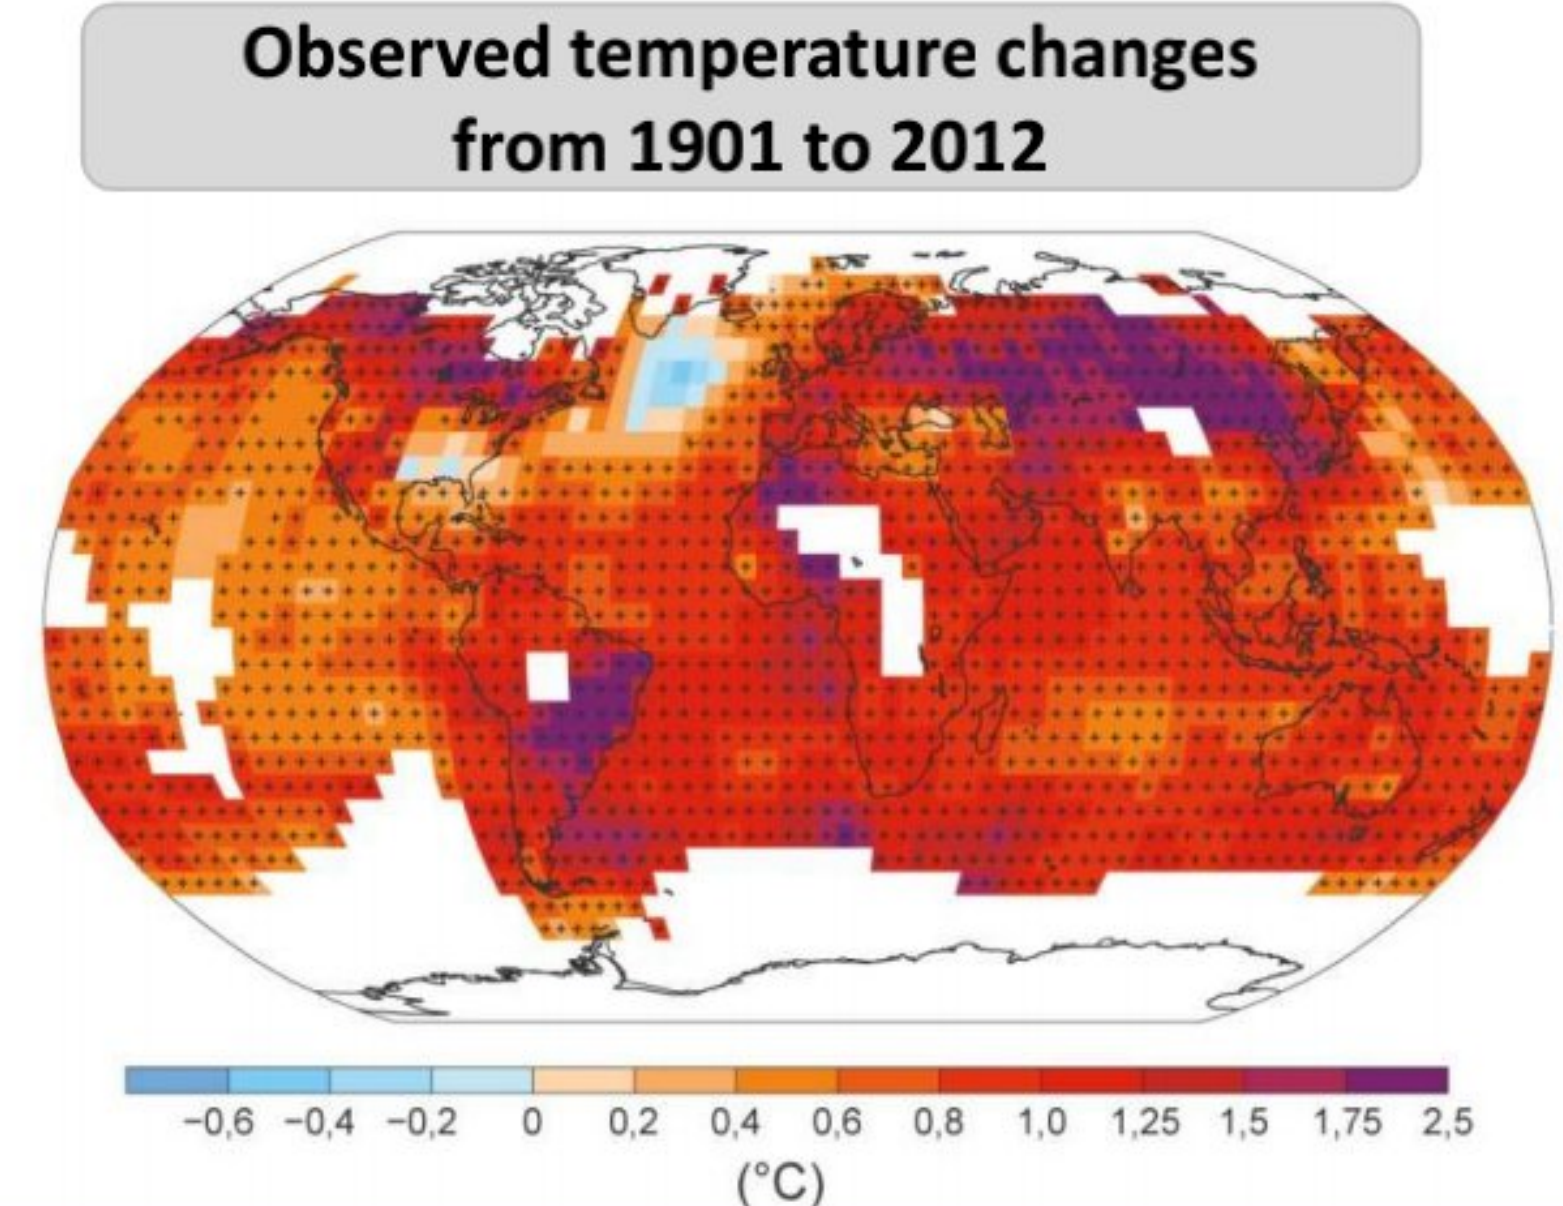 Observed temperature changes
from 1901 to 2012
−0,6 −0,4 −0,2 0 0,2 0,4 0,6 0,8 1,0 1,25 1,5 1,75 2,5
(°C)